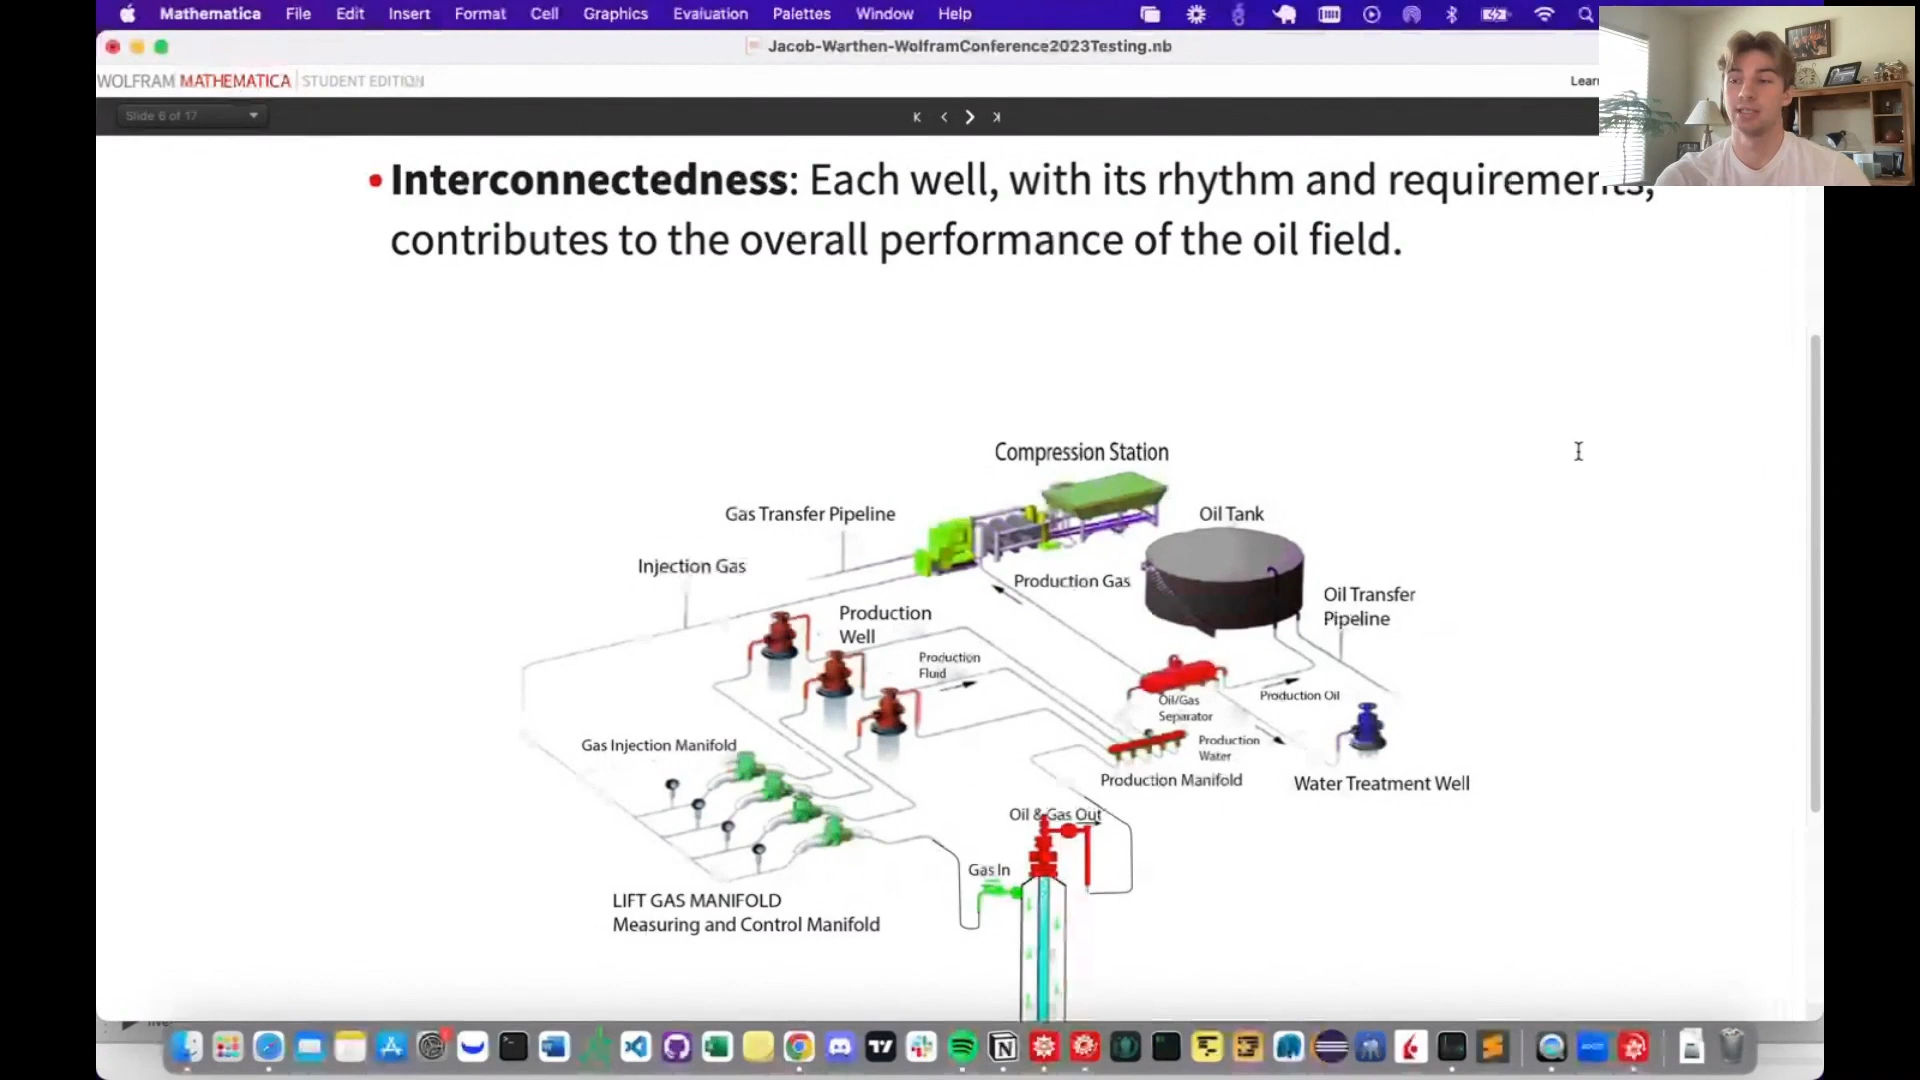 Mathematica File Edit Insert Format Cell Graphics Evaluation Palettes Window Help
Jacob-Warthen-WolframConference2023Testing.nb
WOLFRAM MATHEMATICA STUDENT EDITION
Slide 6 of 17
• Interconnectedness: Each well, with its rhythm and requirements,
contributes to the overall performance of the oil field.
Compression Station
Gas Transfer Pipeline
Oil Tank
Injection Gas
Production Gas
Oil Transfer
Pipeline
Production
Well
Production
Fluid
Oil/Gas
Separator
Production Oil
Gas Injection Manifold
Production
Water
Production Manifold
Water Treatment Well
Oil & Gas Out
Gas In
LIFT GAS MANIFOLD
Measuring and Control Manifold